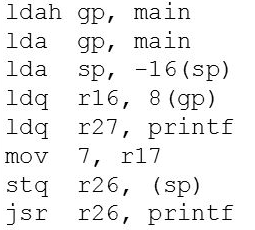 ldah gp, main
lda gp, main
lda sp, -16(sp)
ldq r16, 8(gp)
ldq r27, printf
mov 7, r17
stq r26, (sp)
jsr r26, printf